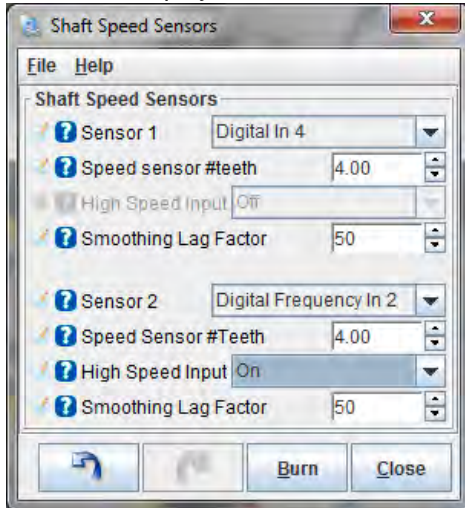 Shaft Speed Sensors
File Help
Shaft Speed Sensors
? Sensor 1 Digital In 4
? Speed sensor #teeth 4.00
? High Speed Input Off
? Smoothing Lag Factor 50
? Sensor 2 Digital Frequency In 2
? Speed Sensor #Teeth 4.00
? High Speed Input On
? Smoothing Lag Factor 50
Burn Close